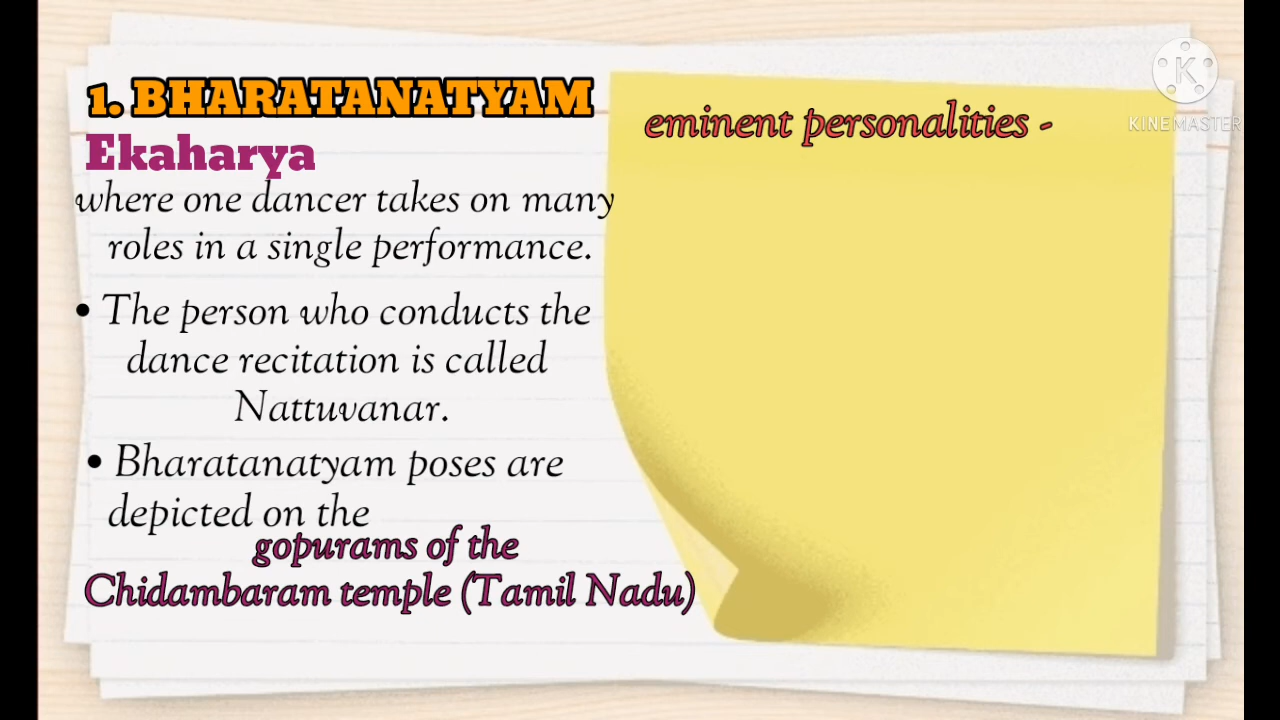 1. BHARATANATYAM
Ekaharya
where one dancer takes on many
roles in a single performance.
• The person who conducts the
dance recitation is called
Nattuvanar.
• Bharatanatyam poses are
depicted on the
gopurams of the
Chidambaram temple (Tamil Nadu)
eminent personalities -
K
KINEMASTER